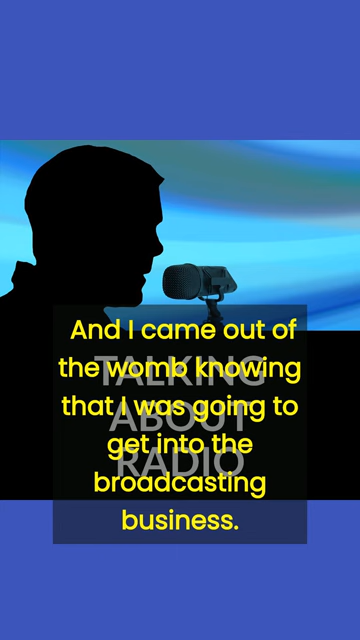 And I came out of
the womb knowing
that I was going to
get into the
broadcasting
business.
TALKING
ABOUT
RADIO